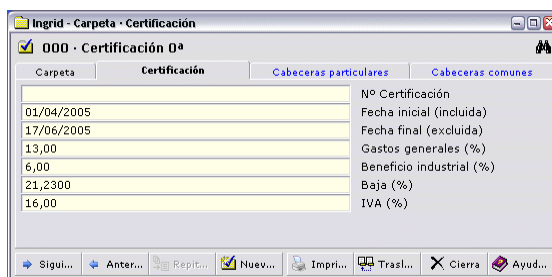 Ingrid - Carpeta · Certificación
000 · Certificación 0ª
Carpeta Certificación Cabeceras particulares Cabeceras comunes
Nº Certificación
01/04/2005 Fecha inicial (incluida)
17/06/2005 Fecha final (excluida)
13,00 Gastos generales (%)
6,00 Beneficio industrial (%)
21,2300 Baja (%)
16,00 IVA (%)
Sigui... Anter... Repit... Nuev... Impri... Trasl... Cierra Ayud...